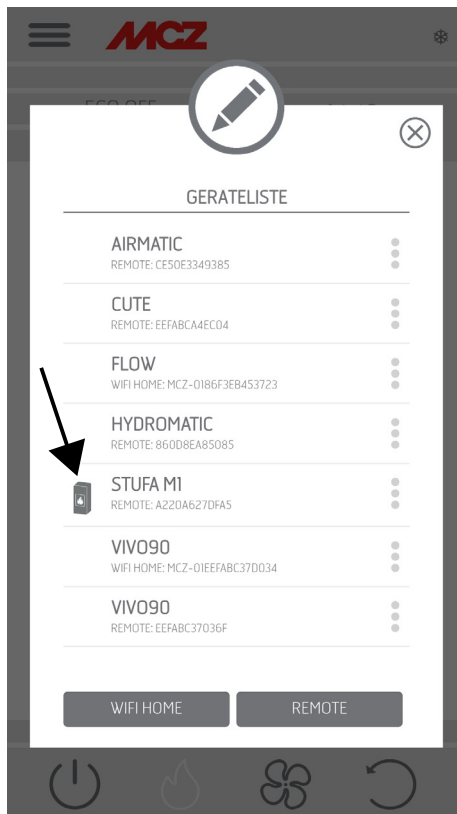 MCZ
GERATELISTE
AIRMATIC
REMOTE: CE50E3349385
CUTE
REMOTE: EEFABCA4EC04
FLOW
WIFI HOME: MCZ-0186F3EB453723
HYDROMATIC
REMOTE: 860D8EA85085
STUFA M1
REMOTE: A220A627DFA5
VIVO90
WIFI HOME: MCZ-01EEFABC37D034
VIVO90
REMOTE: EEFABC37036F
WIFI HOME
REMOTE